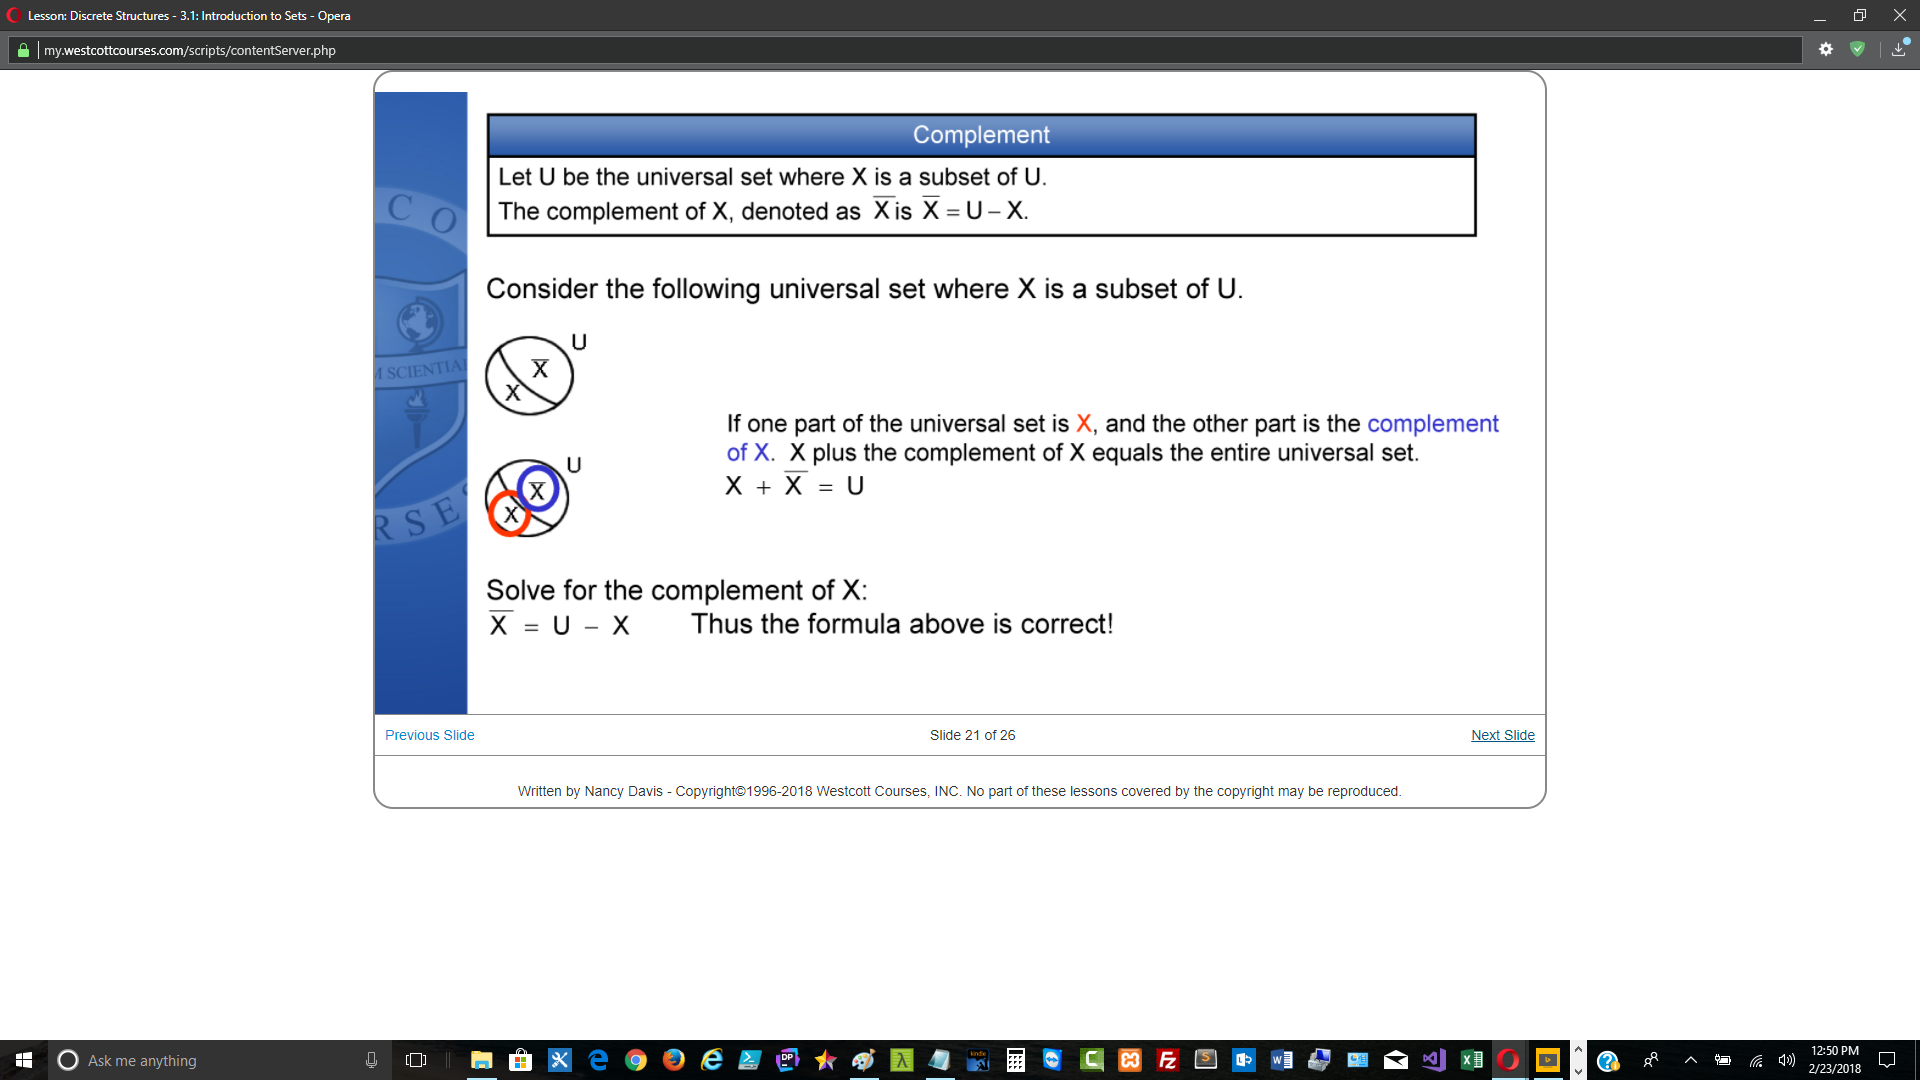 Lesson: Discrete Structures - 3.1: Introduction to Sets - Opera
my.westcottcourses.com/scripts/contentServer.php
Complement
Let U be the universal set where X is a subset of U.
The complement of X, denoted as X̅ is X̅ = U – X.
Consider the following universal set where X is a subset of U.
U
X̅
X
If one part of the universal set is X, and the other part is the complement
of X. X plus the complement of X equals the entire universal set.
X + X̅ = U
U
X̅
X
Solve for the complement of X:
X̅ = U – X Thus the formula above is correct!
C O
M SCIENTIA
R S E
Previous Slide
Slide 21 of 26
Next Slide
Written by Nancy Davis - Copyright©1996-2018 Westcott Courses, INC. No part of these lessons covered by the copyright may be reproduced.
Ask me anything
DP
kindle
12:50 PM
2/23/2018